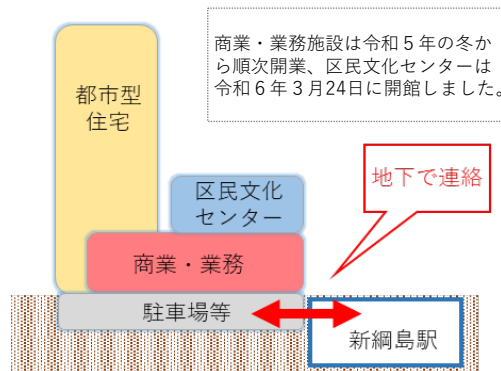 商業・業務施設は令和５年の冬か
ら順次開業、区民文化センターは
令和６年３月24日に開館しました。
都市型
住宅
区民文化
センター
地下で連絡
商業・業務
駐車場等
新綱島駅